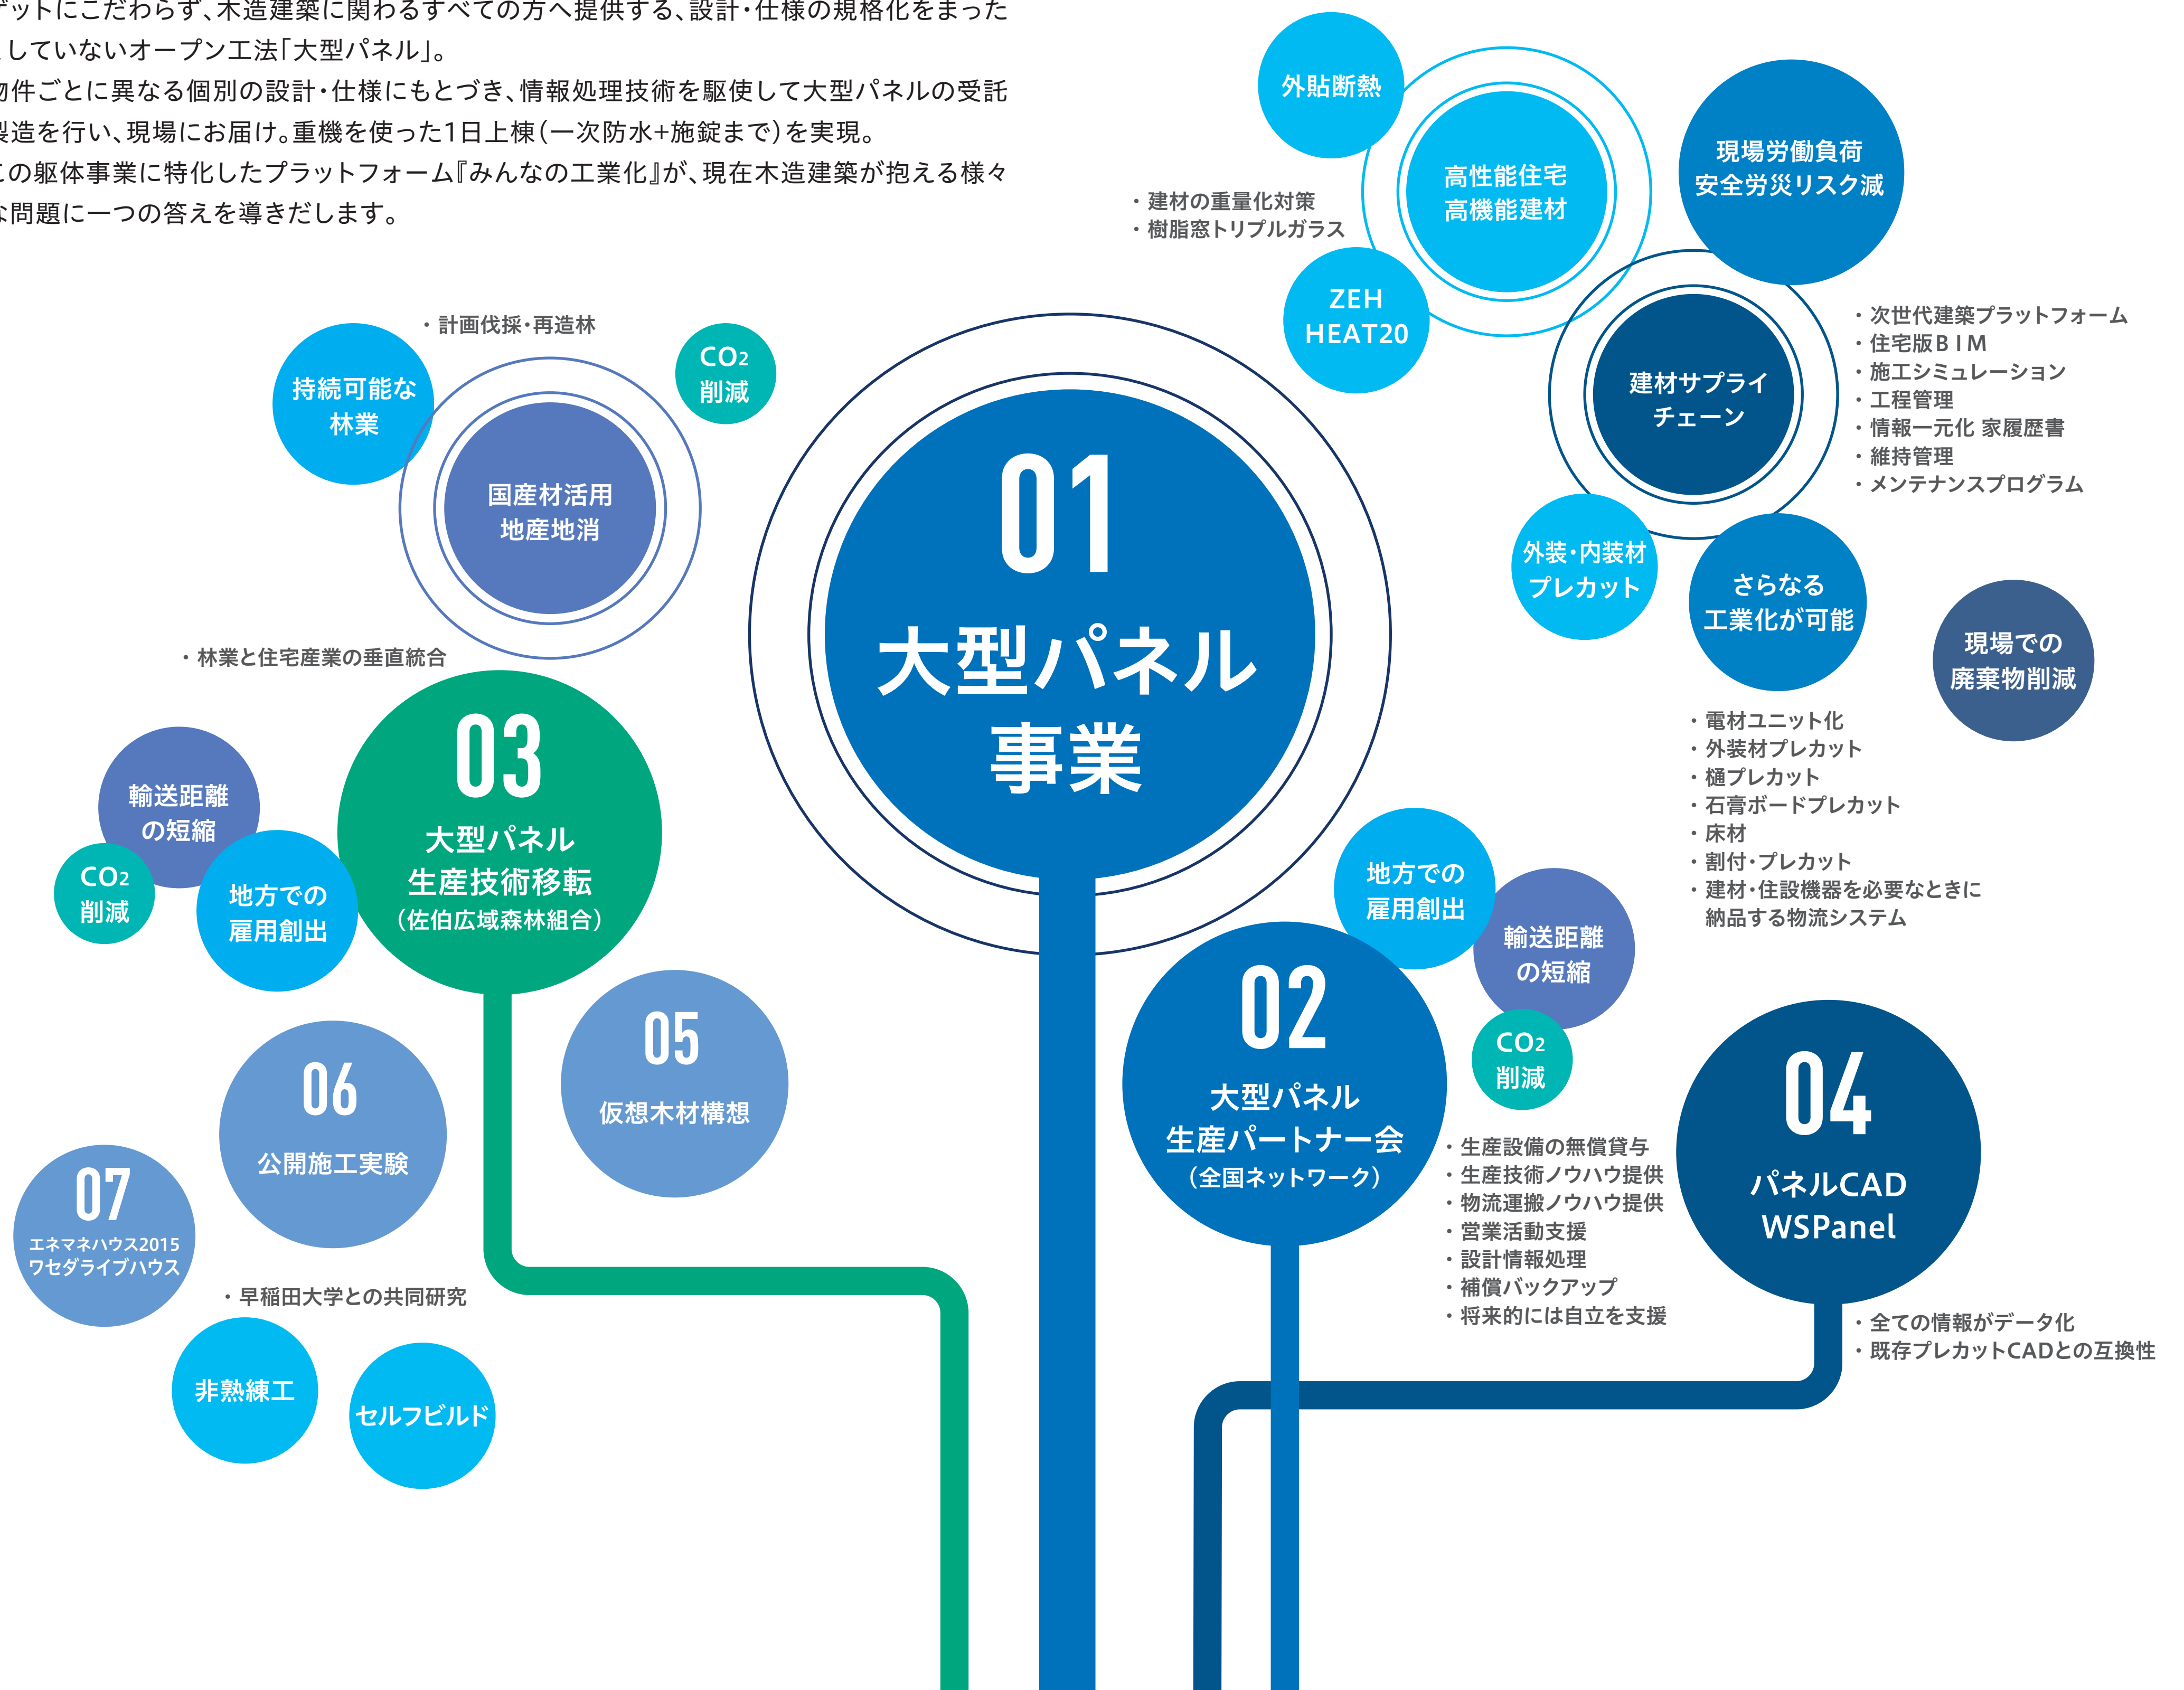 ゲットにこだわらず、木造建築に関わるすべての方へ提供する、設計・仕様の規格化をまった
していないオープン工法「大型パネル」。
物件ごとに異なる個別の設計・仕様にもとづき、情報処理技術を駆使して大型パネルの受託
製造を行い、現場にお届け。重機を使った1日上棟（一次防水+施錠まで）を実現。
この躯体事業に特化したプラットフォーム『みんなの工業化』が、現在木造建築が抱える様々
な問題に一つの答えを導きだします。
外貼断熱
高性能住宅
高機能建材
・建材の重量化対策
・樹脂窓トリプルガラス
ZEH
HEAT20
現場労働負荷
安全労災リスク減
建材サプライ
チェーン
・次世代建築プラットフォーム
・住宅版BIM
・施工シミュレーション
・工程管理
・情報一元化 家履歴書
・維持管理
・メンテナンスプログラム
外装・内装材
プレカット
さらなる
工業化が可能
現場での
廃棄物削減
・電材ユニット化
・外装材プレカット
・樋プレカット
・石膏ボードプレカット
・床材
・割付・プレカット
・建材・住設機器を必要なときに
納品する物流システム
・計画伐採・再造林
持続可能な
林業
CO2
削減
国産材活用
地産地消
・林業と住宅産業の垂直統合
01
大型パネル
事業
03
大型パネル
生産技術移転
（佐伯広域森林組合）
輸送距離
の短縮
CO2
削減
地方での
雇用創出
02
大型パネル
生産パートナー会
（全国ネットワーク）
地方での
雇用創出
輸送距離
の短縮
CO2
削減
・生産設備の無償貸与
・生産技術ノウハウ提供
・物流運搬ノウハウ提供
・営業活動支援
・設計情報処理
・補償バックアップ
・将来的には自立を支援
04
パネルCAD
WSPanel
・全ての情報がデータ化
・既存プレカットCADとの互換性
05
仮想木材構想
06
公開施工実験
07
エネマネハウス2015
ワセダライブハウス
・早稲田大学との共同研究
非熟練工
セルフビルド